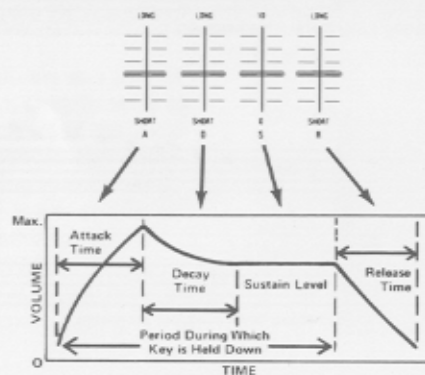 LONG LONG 10 LONG
SHORT SHORT 0 SHORT
A D S R
Max.
Attack
Time
Decay
Time
Sustain Level
Release
Time
VOLUME
Period During Which
Key is Held Down
O
TIME